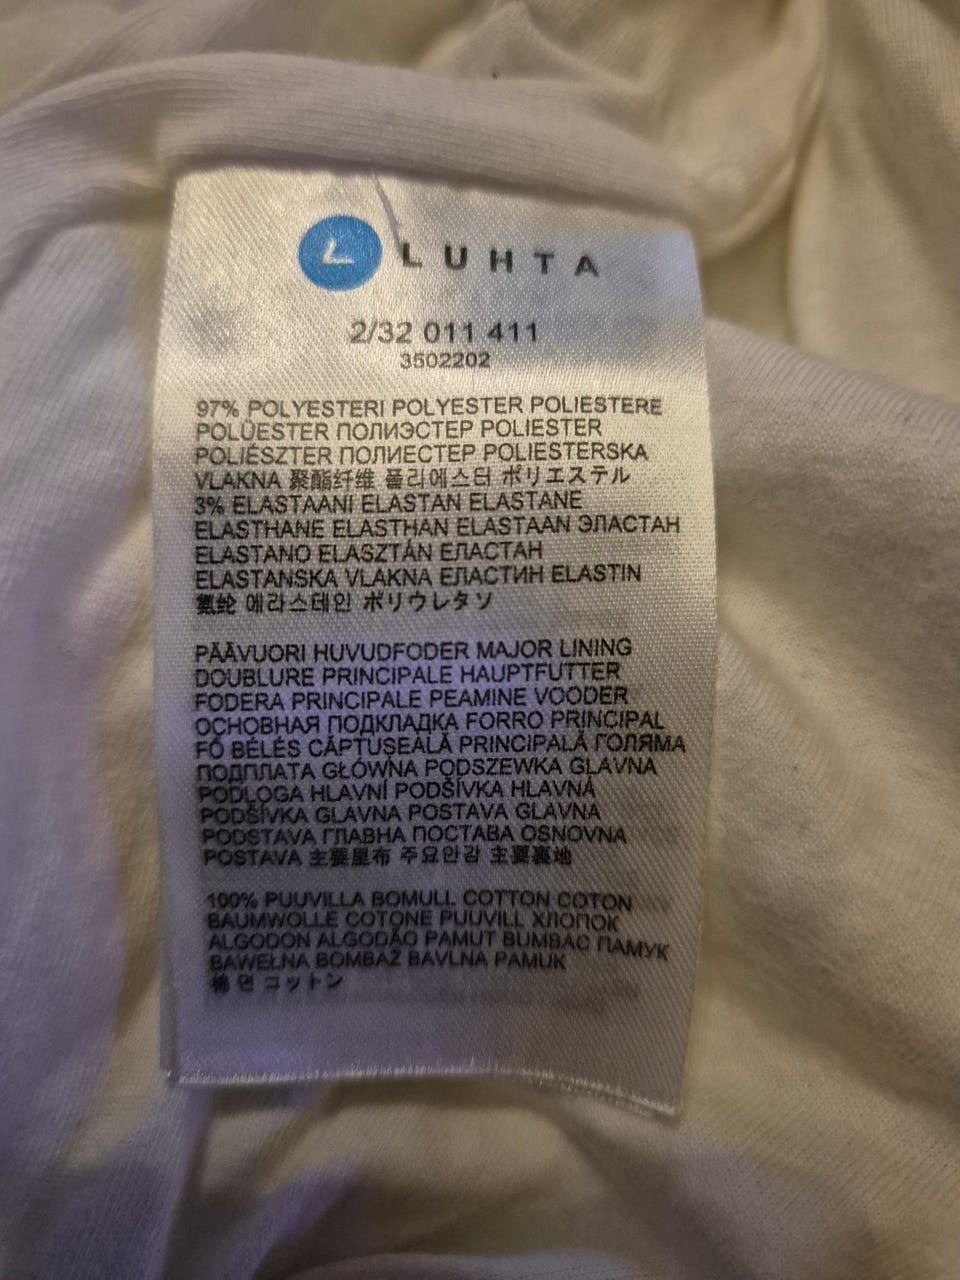 L LUHTA
2/32 011 411
3502202
97% POLYESTERI POLYESTER POLIESTERE
POLÜESTER ПОЛИЭСТЕР POLIESTER
POLIÉSZTER ПОЛИЕСТЕР POLIESTERSKA
VLAKNA 聚酯纤维 폴리에스터 ポリエステル
3% ELASTAANI ELASTAN ELASTANE
ELASTHANE ELASTHAN ELASTAAN ЭЛАСТАН
ELASTANO ELASZTÁN ЕЛАСТАН
ELASTANSKA VLAKNA ЕЛАСТИН ELASTIN
氨纶 에라스테인 ポリウレタソ
PÄÄVUORI HUVUDFODER MAJOR LINING
DOUBLURE PRINCIPALE HAUPTFUTTER
FODERA PRINCIPALE PEAMINE VOODER
ОСНОВНАЯ ПОДКЛАДКА FORRO PRINCIPAL
FŐ BÉLÉS CĂPTUȘEALĂ PRINCIPALĂ ГОЛЯМА
ПОДПЛАТА GŁÓWNA PODSZEWKA GLAVNA
PODLOGA HLAVNÍ PODŠÍVKA HLAVNÁ
PODŠÍVKA GLAVNA POSTAVA GLAVNA
PODSTAVA ГЛАВНА ПОСТАВА OSNOVNA
POSTAVA 主要里布 주요안감 主要裏地
100% PUUVILLA BOMULL COTTON COTON
BAUMWOLLE COTONE PUUVILL ХЛОПОК
ALGODON ALGODÃO PAMUT BUMBAC ПАМУК
BAWEŁNA BOMBAŽ BAVLNA PAMUK
棉 면 コットン